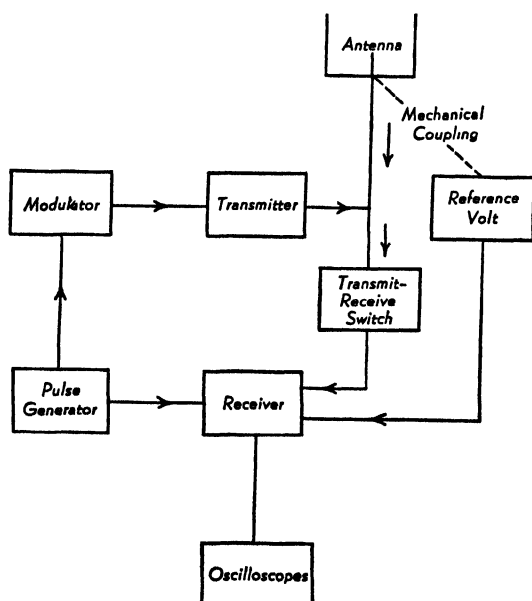 Antenna
Mechanical
Coupling
Modulator
Transmitter
Reference
Volt
Transmit-
Receive
Switch
Pulse
Generator
Receiver
Oscilloscopes